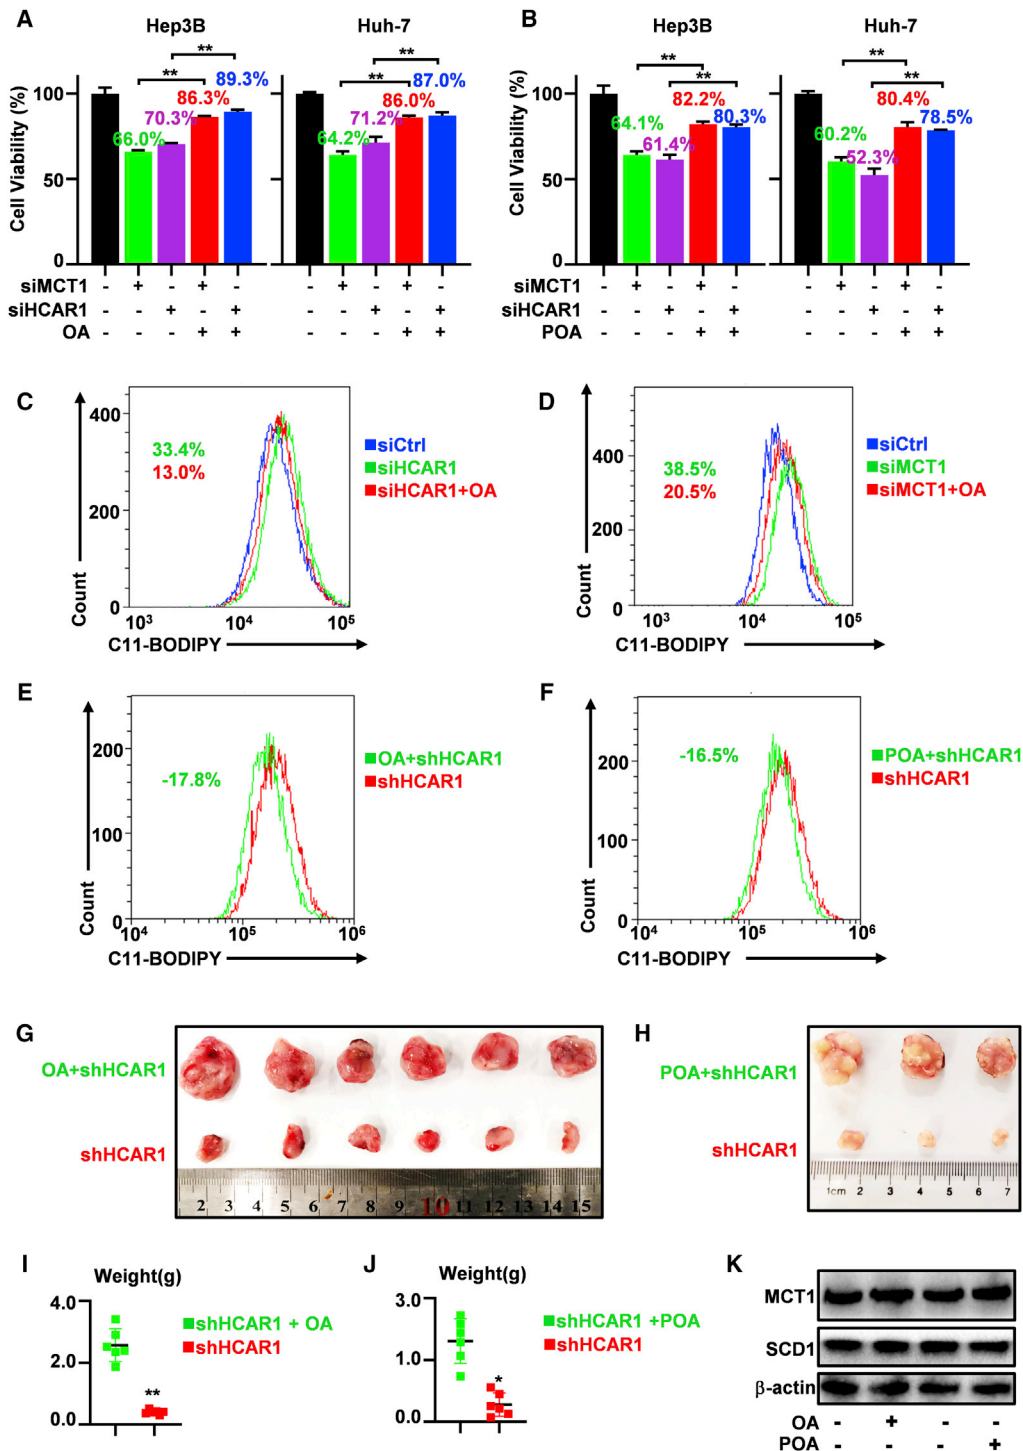 A
Hep3B
Huh-7
Cell Viability (%)
100
50
0
**
**
66.0%
70.3%
86.3%
89.3%
**
**
64.2%
71.2%
86.0%
87.0%
siMCT1 - + - + - - + - + -
siHCAR1 - - + - + - - + - +
OA - - - + + - - - + +
B
Hep3B
Huh-7
Cell Viability (%)
100
50
0
**
**
64.1%
61.4%
82.2%
80.3%
**
**
60.2%
52.3%
80.4%
78.5%
siMCT1 - + - + - - + - + -
siHCAR1 - - + - + - - + - +
POA - - - + + - - - + +
C
Count
400
200
0
33.4%
13.0%
siCtrl
siHCAR1
siHCAR1+OA
10³ 10⁴ 10⁵
C11-BODIPY
D
Count
400
200
0
38.5%
20.5%
siCtrl
siMCT1
siMCT1+OA
10³ 10⁴ 10⁵
C11-BODIPY
E
Count
200
100
0
-17.8%
OA+shHCAR1
shHCAR1
10⁴ 10⁵ 10⁶
C11-BODIPY
F
Count
200
100
0
-16.5%
POA+shHCAR1
shHCAR1
10⁴ 10⁵ 10⁶
C11-BODIPY
G
OA+shHCAR1
shHCAR1
2 3 4 5 6 7 8 9 10 11 12 13 14 15
H
POA+shHCAR1
shHCAR1
1cm 2 3 4 5 6 7
I
Weight(g)
4.0
2.0
0.0
**
shHCAR1 + OA
shHCAR1
J
Weight(g)
3.0
1.0
0.0
*
shHCAR1 +POA
shHCAR1
K
MCT1
SCD1
β-actin
OA - + - -
POA - - - +